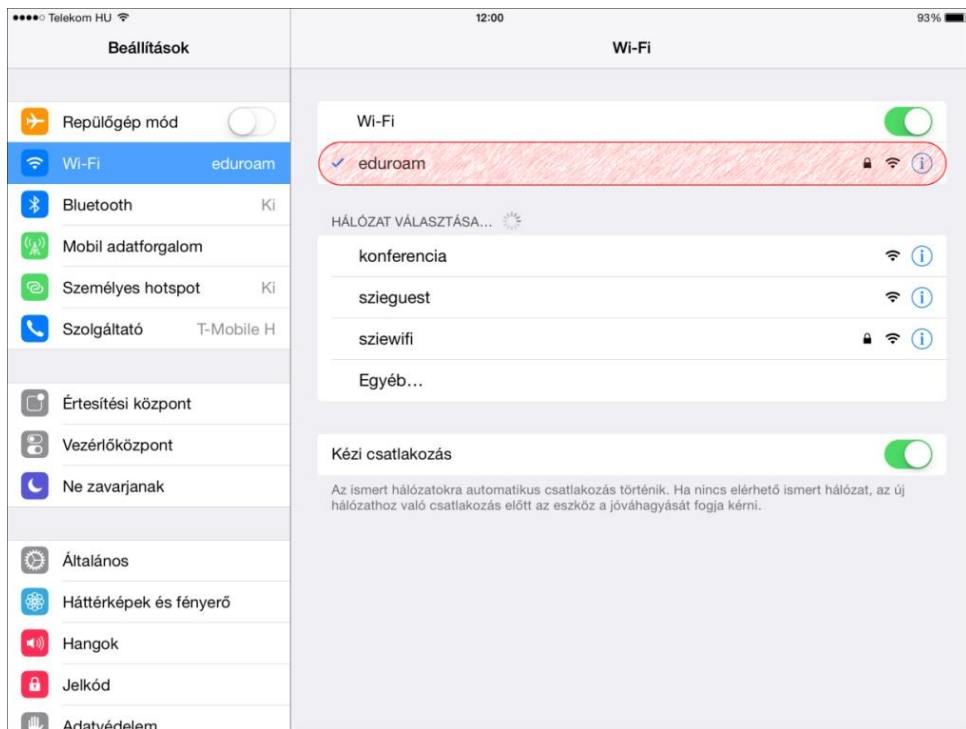 Telekom HU
12:00
93%
Beállítások
Wi-Fi
Repülőgép mód
Wi-Fi eduroam
Bluetooth Ki
Mobil adatforgalom
Személyes hotspot Ki
Szolgáltató T-Mobile H
Értesítési központ
Vezérlőközpont
Ne zavarjanak
Általános
Háttérképek és fényerő
Hangok
Jelkód
Adatvédelem
Wi-Fi
eduroam
HÁLÓZAT VÁLASZTÁSA...
konferencia
szieguest
sziewifi
Egyéb...
Kézi csatlakozás
Az ismert hálózatokra automatikus csatlakozás történik. Ha nincs elérhető ismert hálózat, az új
hálózathoz való csatlakozás előtt az eszköz a jóváhagyását fogja kérni.